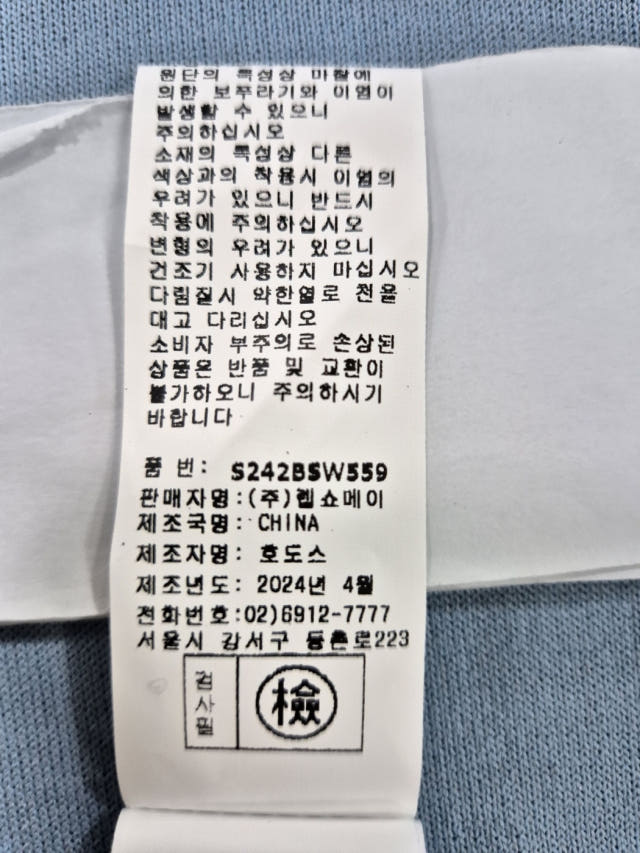 원단의 특성상 마찰에
의한 보푸라기와 이염이
발생할 수 있으니
주의하십시오
소재의 특성상 다른
색상과의 착용시 이염의
우려가 있으니 반드시
착용에 주의하십시오
변형의 우려가 있으니
건조기 사용하지 마십시오
다림질시 약한열로 천을
대고 다리십시오
소비자 부주의로 손상된
상품은 반품 및 교환이
불가하오니 주의하시기
바랍니다
품 번: S242BSW559
판매자명:(주)렙쇼메이
제조국명: CHINA
제조자명: 호도스
제조년도: 2024년 4월
전화번호:02)6912-7777
서울시 강서구 등촌로223
검사필 檢